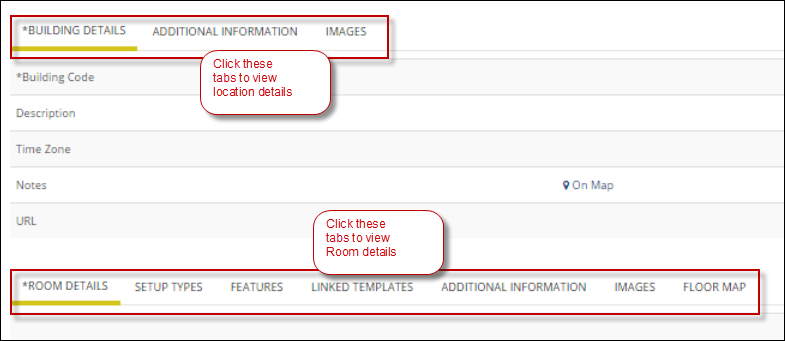 *BUILDING DETAILS ADDITIONAL INFORMATION IMAGES
Click these
tabs to view
location details
*Building Code
Description
Time Zone
Notes On Map
URL
Click these
tabs to view
Room details
*ROOM DETAILS SETUP TYPES FEATURES LINKED TEMPLATES ADDITIONAL INFORMATION IMAGES FLOOR MAP